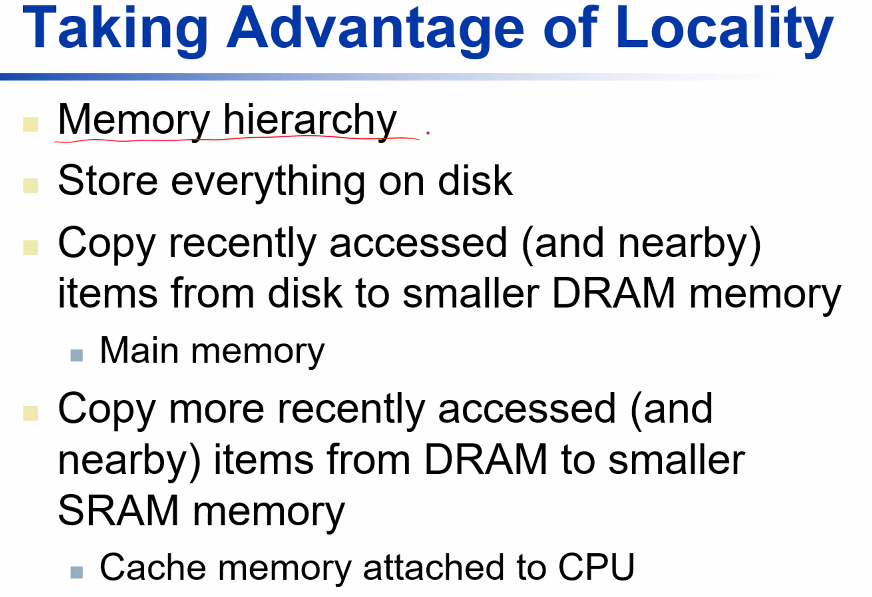 Taking Advantage of Locality
Memory hierarchy
Store everything on disk
Copy recently accessed (and nearby)
items from disk to smaller DRAM memory
Main memory
Copy more recently accessed (and
nearby) items from DRAM to smaller
SRAM memory
Cache memory attached to CPU